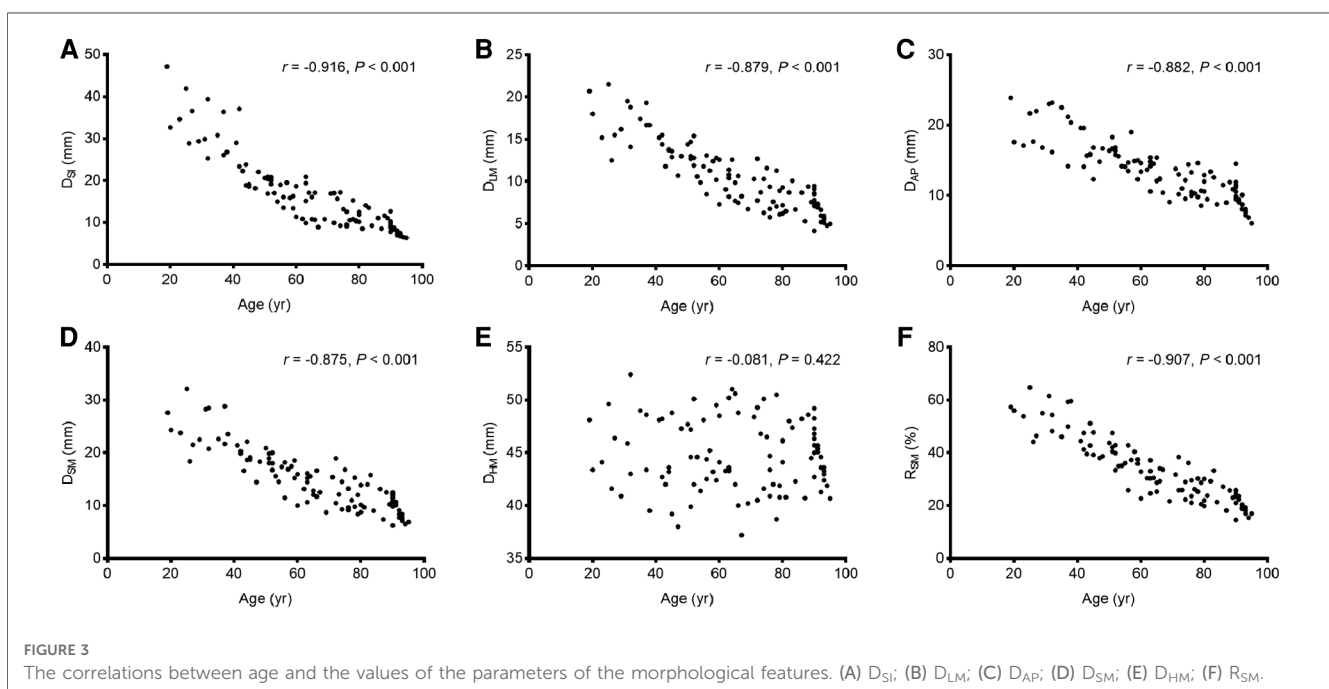 A
r = -0.916, P < 0.001
50
40
30
20
10
0
D_SI (mm)
0 20 40 60 80 100
Age (yr)
B
r = -0.879, P < 0.001
25
20
15
10
5
0
D_LM (mm)
0 20 40 60 80 100
Age (yr)
C
r = -0.882, P < 0.001
30
20
10
0
D_AP (mm)
0 20 40 60 80 100
Age (yr)
D
r = -0.875, P < 0.001
40
30
20
10
0
D_SM (mm)
0 20 40 60 80 100
Age (yr)
E
r = -0.081, P = 0.422
55
50
45
40
35
D_HM (mm)
0 20 40 60 80 100
Age (yr)
F
r = -0.907, P < 0.001
80
60
40
20
0
R_SM (%)
0 20 40 60 80 100
Age (yr)
FIGURE 3
The correlations between age and the values of the parameters of the morphological features. (A) D_SI; (B) D_LM; (C) D_AP; (D) D_SM; (E) D_HM; (F) R_SM.